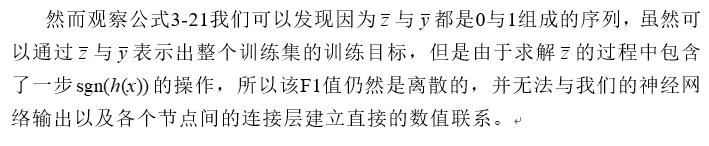 然而观察公式3-21我们可以发现因为z̄与ȳ都是0与1组成的序列，虽然可
以通过z̄与ȳ表示出整个训练集的训练目标，但是由于求解z̄的过程中包含
了一步sgn(h(x))的操作，所以该F1值仍然是离散的，并无法与我们的神经网
络输出以及各个节点间的连接层建立直接的数值联系。↵